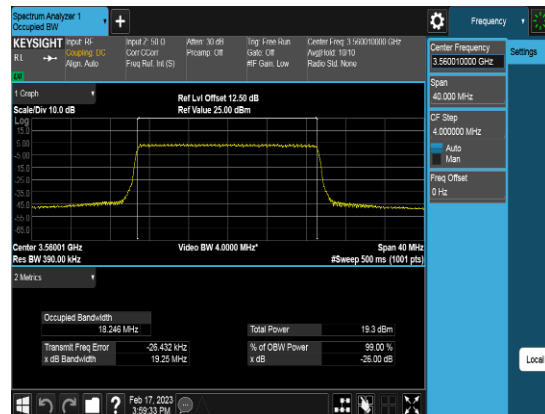 Spectrum Analyzer 1
Occupied BW
+
Frequency
KEYSIGHT
Input: RF
Coupling: DC
Align: Auto
Input Z: 50 Ω
Corr CCorr
Freq Ref: Int (S)
Atten: 30 dB
Preamp: Off
Trig: Free Run
Gate: Off
#IF Gain: Low
Center Freq: 3.560010000 GHz
Avg|Hold: 10/10
Radio Std: None
RL
Center Frequency
3.560010000 GHz
Settings
Span
40.000 MHz
CF Step
4.000000 MHz
Auto
Man
Freq Offset
0 Hz
Local
1 Graph
Scale/Div 10.0 dB
Ref Lvl Offset 12.50 dB
Ref Value 25.00 dBm
Log
15.0
5.00
-5.00
-15.0
-25.0
-35.0
-45.0
-55.0
-65.0
Center 3.56001 GHz
Res BW 390.00 kHz
Video BW 4.0000 MHz*
Span 40 MHz
#Sweep 500 ms (1001 pts)
2 Metrics
Occupied Bandwidth
18.246 MHz
Total Power 19.3 dBm
Transmit Freq Error -26.432 kHz
% of OBW Power 99.00 %
x dB Bandwidth 19.25 MHz
x dB -26.00 dB
?
Feb 17, 2023
3:59:33 PM